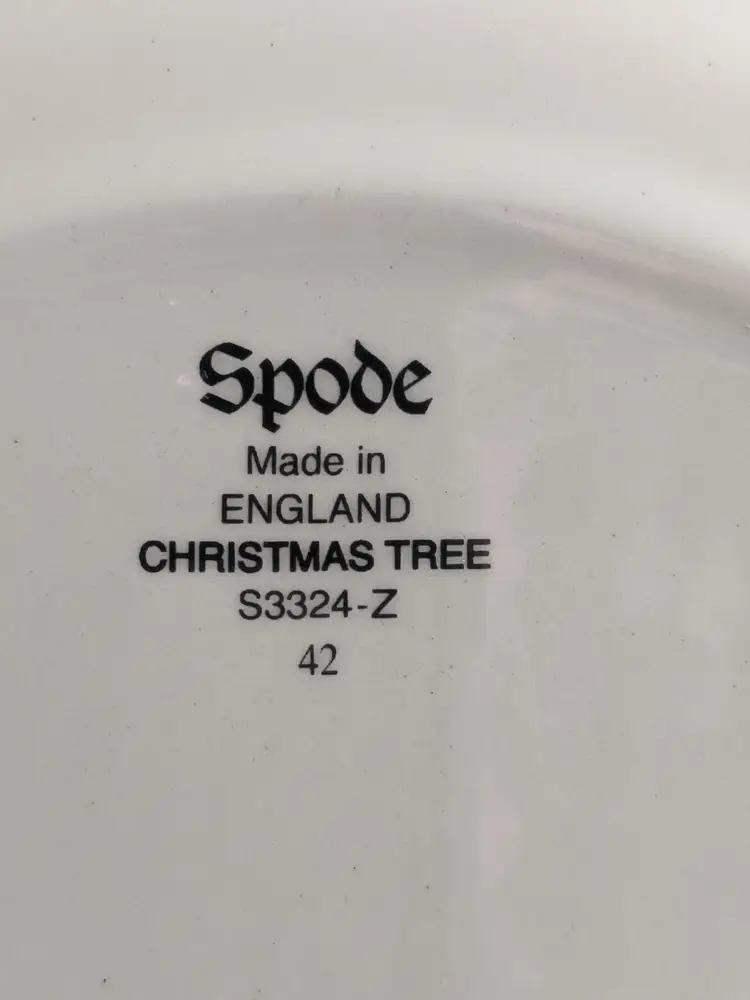 Spode
Made in
ENGLAND
CHRISTMAS TREE
S3324-Z
42